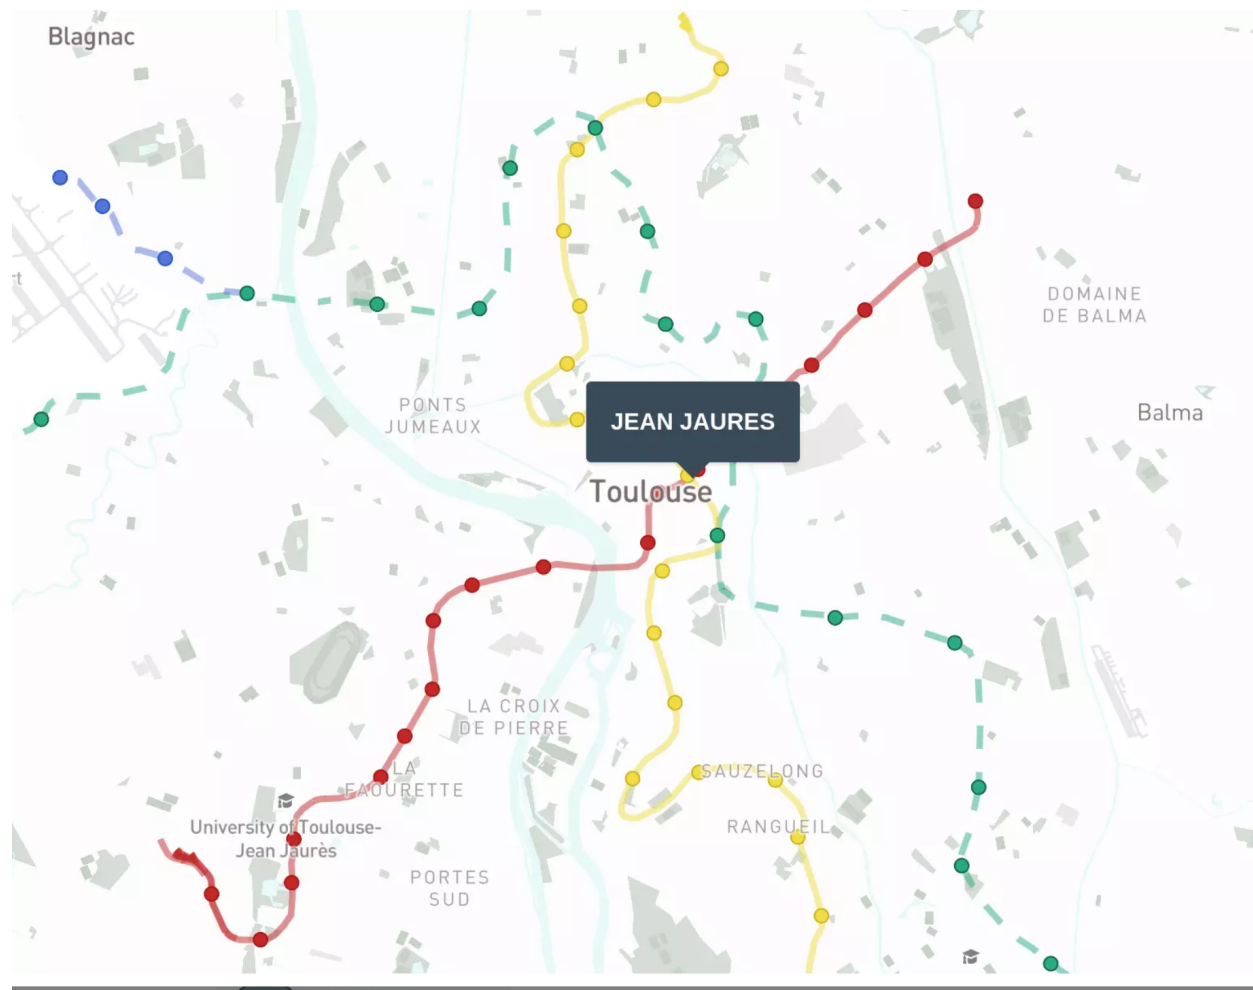 Blagnac
rt
DOMAINE
DE BALMA
PONTS
JUMEAUX
Balma
JEAN JAURES
Toulouse
LA CROIX
DE PIERRE
LA
FAOURETTE
SAUZELONG
University of Toulouse-
Jean Jaurès
RANGUEIL
PORTES
SUD